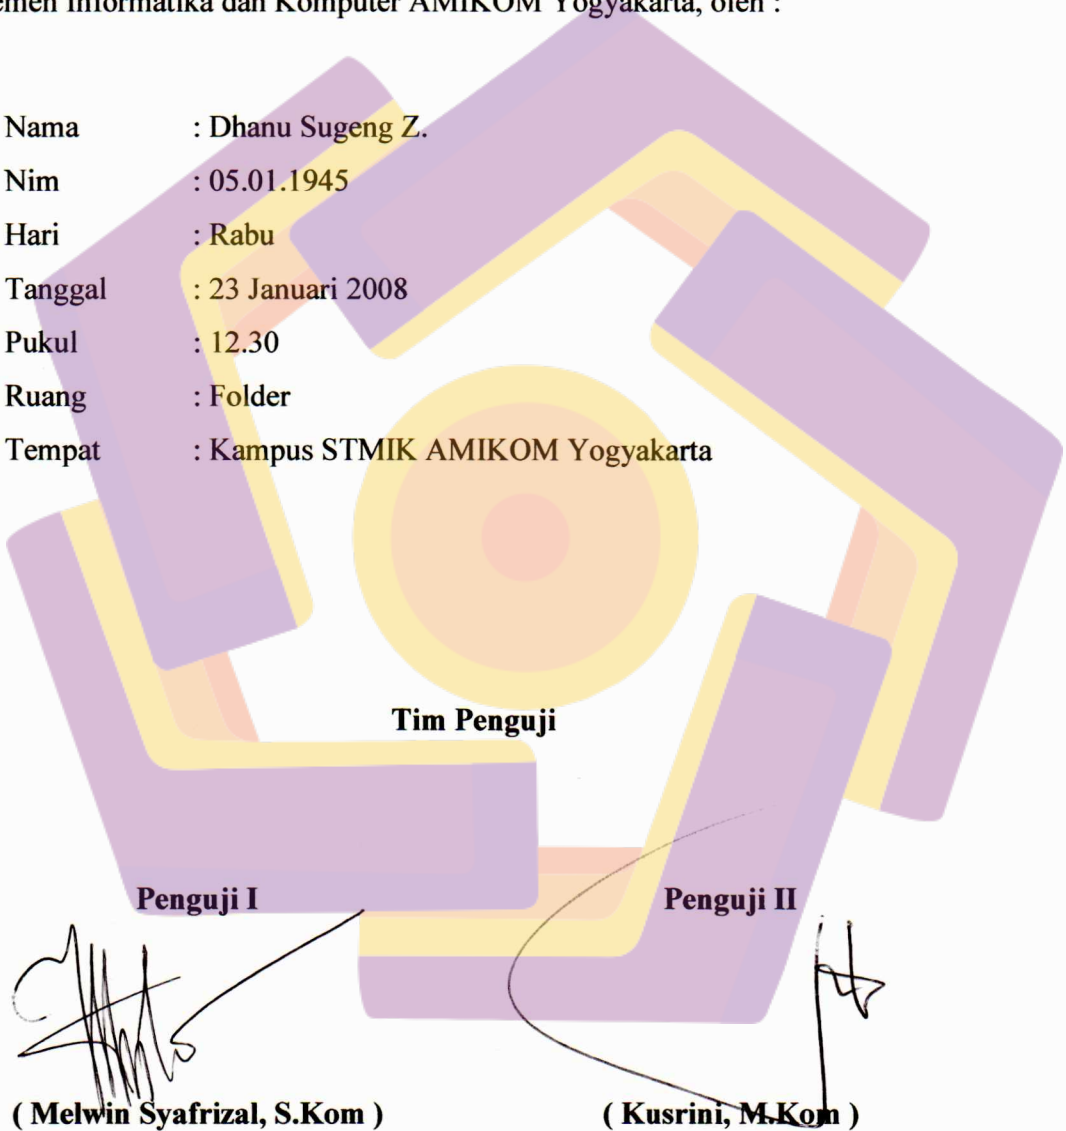 Informatika dan Komputer AMIKOM Yogyakarta, oleh :
Nama : Dhanu Sugeng Z.
Nim : 05.01.1945
Hari : Rabu
Tanggal : 23 Januari 2008
Pukul : 12.30
Ruang : Folder
Tempat : Kampus STMIK AMIKOM Yogyakarta
Tim Penguji
Penguji I Penguji II
( Melwin Syafrizal, S.Kom ) ( Kusrini, M.Kom )